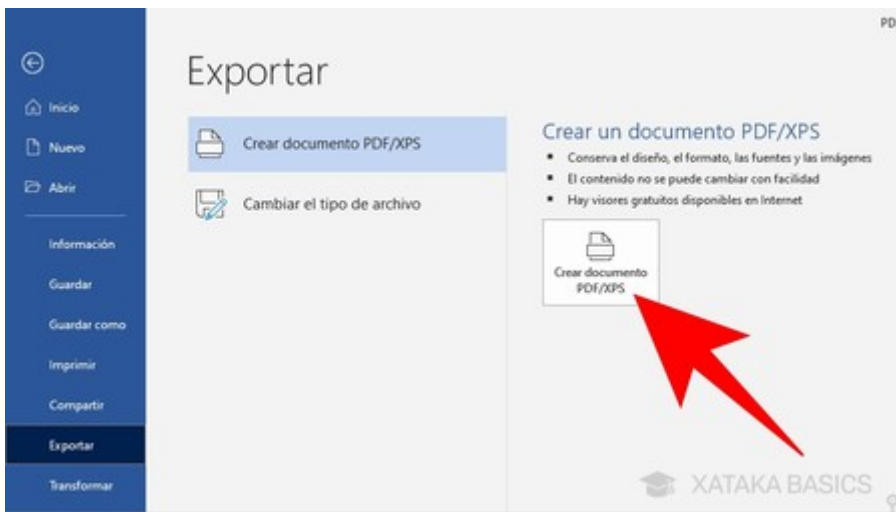 PD
Exportar
Inicio
Nuevo
Abrir
Información
Guardar
Guardar como
Imprimir
Compartir
Exportar
Transformar
Crear documento PDF/XPS
Cambiar el tipo de archivo
Crear un documento PDF/XPS
Conserva el diseño, el formato, las fuentes y las imágenes
El contenido no se puede cambiar con facilidad
Hay visores gratuitos disponibles en Internet
Crear documento
PDF/XPS
XATAKA BASICS